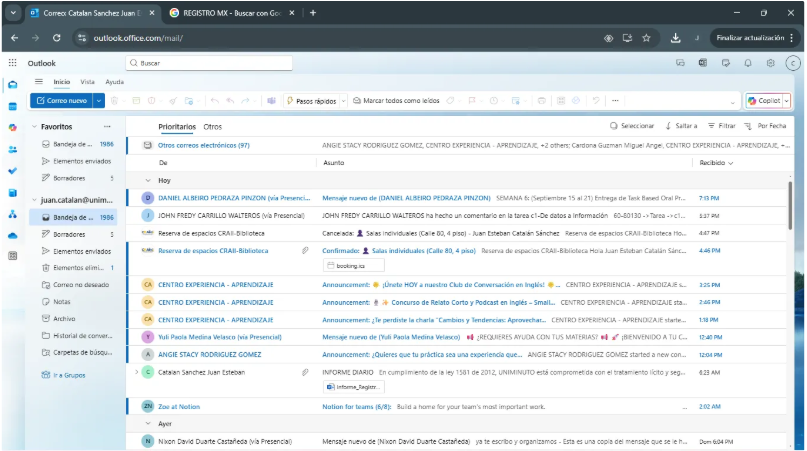 Correo: Catalan Sanchez Juan E
REGISTRO MX - Buscar con Goo
outlook.office.com/mail/
Finalizar actualización
Outlook
Buscar
Inicio Vista Ayuda
Correo nuevo
Pasos rápidos
Marcar todos como leídos
Copilot
Favoritos
Bandeja de ... 1986
Elementos enviados
Borradores 5
juan.catalan@unim...
Bandeja de ... 1986
Borradores 5
Elementos enviados
Elementos elimi... 1
Correo no deseado
Notas
Archivo
Historial de conver...
Carpetas de búsqu...
Ir a Grupos
Prioritarios Otros
Seleccionar Saltar a Filtrar Por Fecha
Otros correos electrónicos (97) ANGIE STACY RODRIGUEZ GOMEZ, CENTRO EXPERIENCIA - APRENDIZAJE, +2 others; Cardona Guzman Miguel Angel, CENTRO EXPERIENCIA - APRENDIZAJE, +...
De Asunto Recibido
Hoy
D DANIEL ALBEIRO PEDRAZA PINZON (vía Presenci... Mensaje nuevo de (DANIEL ALBEIRO PEDRAZA PINZON) SEMANA 6: (Septiembre 15 al 21) Entrega de Task Based Oral Pr... 7:13 PM
J JOHN FREDY CARRILLO WALTEROS (vía Presencial) JOHN FREDY CARRILLO WALTEROS ha hecho un comentario en la tarea c1-De datos a Información 60-80130 ->Tarea ->c1... 5:37 PM
Reserva de espacios CRAII-Biblioteca Cancelada: Salas individuales (Calle 80, 4 piso) - Juan Esteban Catalán Sánchez Reserva de espacios CRAII-Biblioteca H... 4:47 PM
Reserva de espacios CRAII-Biblioteca Confirmado: Salas individuales (Calle 80, 4 piso) Reserva de espacios CRAII-Biblioteca Hola Juan Esteban Catalán Sánc... 4:46 PM
booking.ics
CA CENTRO EXPERIENCIA - APRENDIZAJE Announcement: ¡Únete HOY a nuestro Club de Conversación en Inglés! ... CENTRO EXPERIENCIA - APRENDIZAJE s... 3:25 PM
CA CENTRO EXPERIENCIA - APRENDIZAJE Announcement: Concurso de Relato Corto y Podcast en Inglés – Smail... CENTRO EXPERIENCIA - APRENDIZAJE sta... 2:46 PM
CA CENTRO EXPERIENCIA - APRENDIZAJE Announcement: ¿Te perdiste la charla "Cambios y Tendencias: Aprovechar... CENTRO EXPERIENCIA - APRENDIZAJE starte... 1:18 PM
Y Yuli Paola Medina Velasco (vía Presencial) Mensaje nuevo de (Yuli Paola Medina Velasco) ¿REQUIERES AYUDA CON TUS MATERIAS? ¡BIENVENIDO A TU C... 12:40 PM
A ANGIE STACY RODRIGUEZ GOMEZ Announcement: ¿Quieres que tu práctica sea una experiencia que... ANGIE STACY RODRIGUEZ GOMEZ started a new con... 12:04 PM
C Catalan Sanchez Juan Esteban INFORME DIARIO En cumplimiento de la ley 1581 de 2012, UNIMINUTO está comprometida con el tratamiento lícito y seg... 6:23 AM
informa_Registr...
ZN Zoe at Notion Notion for teams (6/8): Build a home for your team's most important work. ... 2:02 AM
Ayer
N Nixon David Duarte Castañeda (vía Presencial) Mensaje nuevo de (Nixon David Duarte Castañeda) ya te escribo y organizamos - Esta es una copia del mensaje que se le h... Dom 6:04 PM